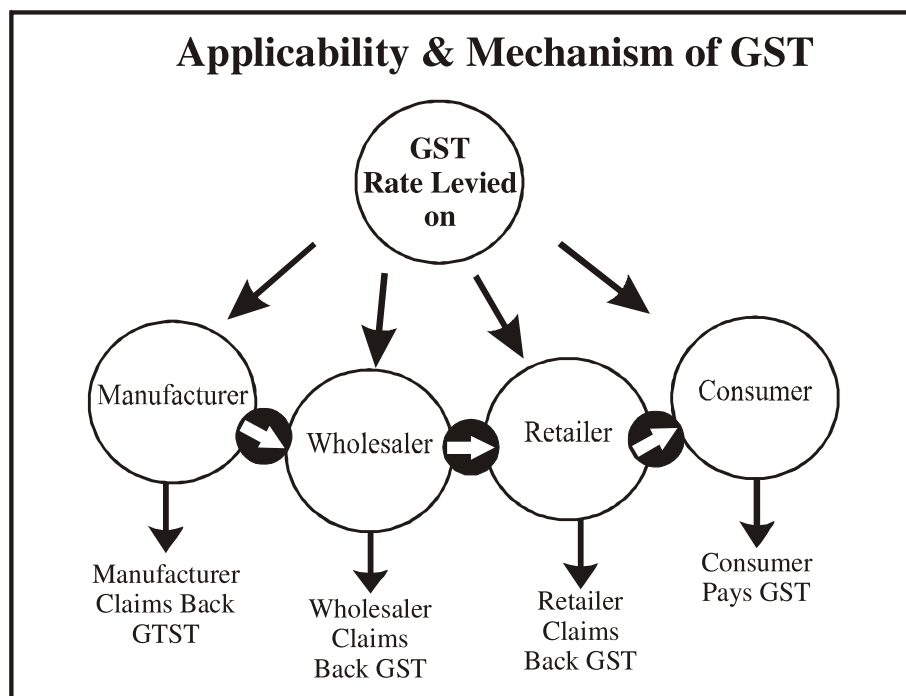 Applicability & Mechanism of GST
GST
Rate Levied
on
Manufacturer
Wholesaler
Retailer
Consumer
Manufacturer
Claims Back
GTST
Wholesaler
Claims
Back GST
Retailer
Claims
Back GST
Consumer
Pays GST